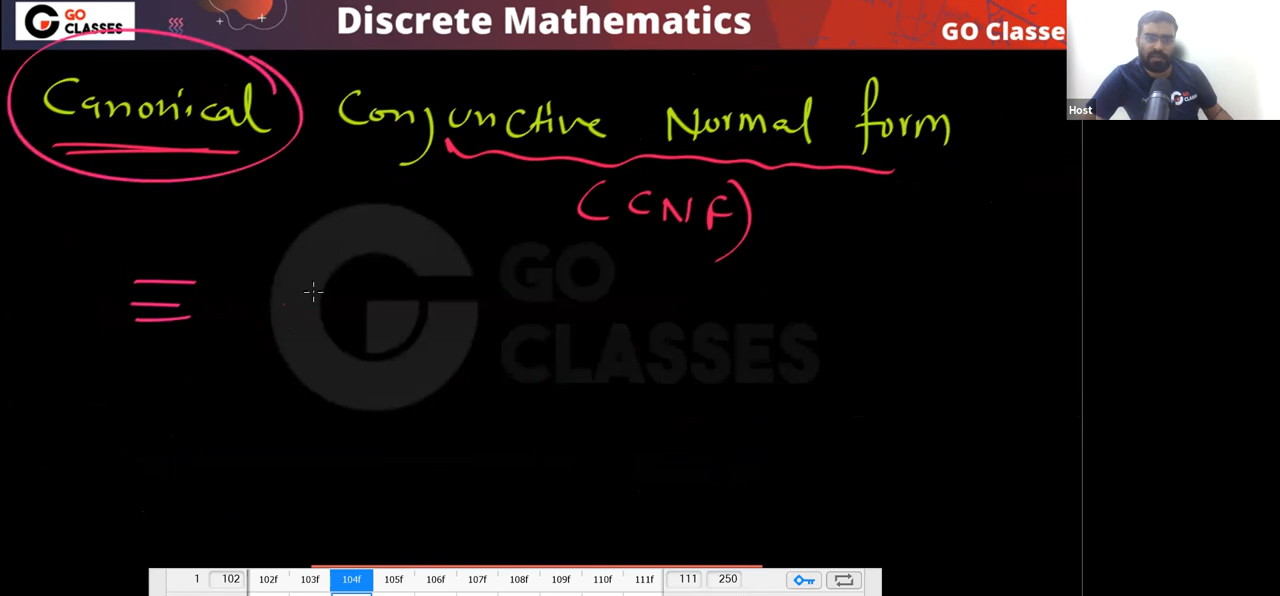 GO CLASSES
Discrete Mathematics
GO Classe
Host
Canonical Conjunctive Normal form
(CNF)
≡
GO CLASSES
1 102 102f 103f 104f 105f 106f 107f 108f 109f 110f 111f 111 250